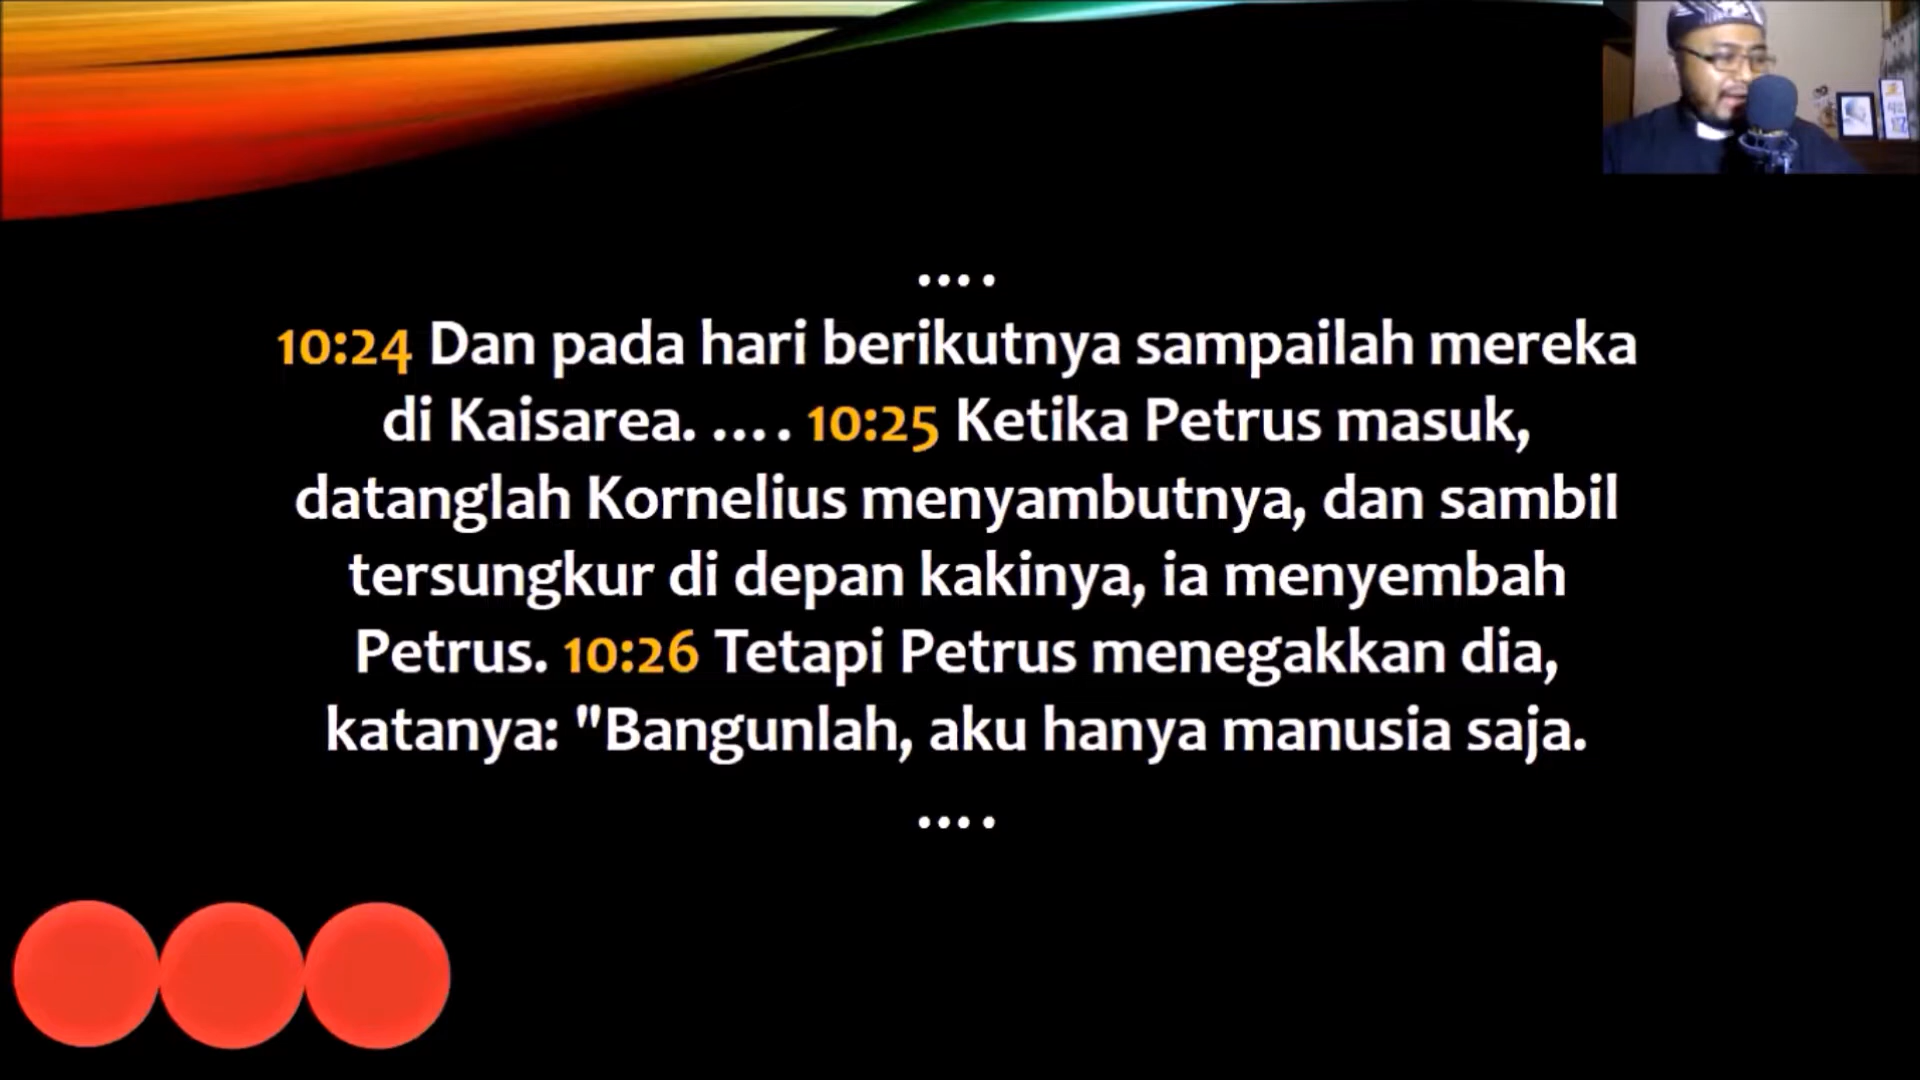 ....
10:24 Dan pada hari berikutnya sampailah mereka
di Kaisarea. .... 10:25 Ketika Petrus masuk,
datanglah Kornelius menyambutnya, dan sambil
tersungkur di depan kakinya, ia menyembah
Petrus. 10:26 Tetapi Petrus menegakkan dia,
katanya: "Bangunlah, aku hanya manusia saja.
....